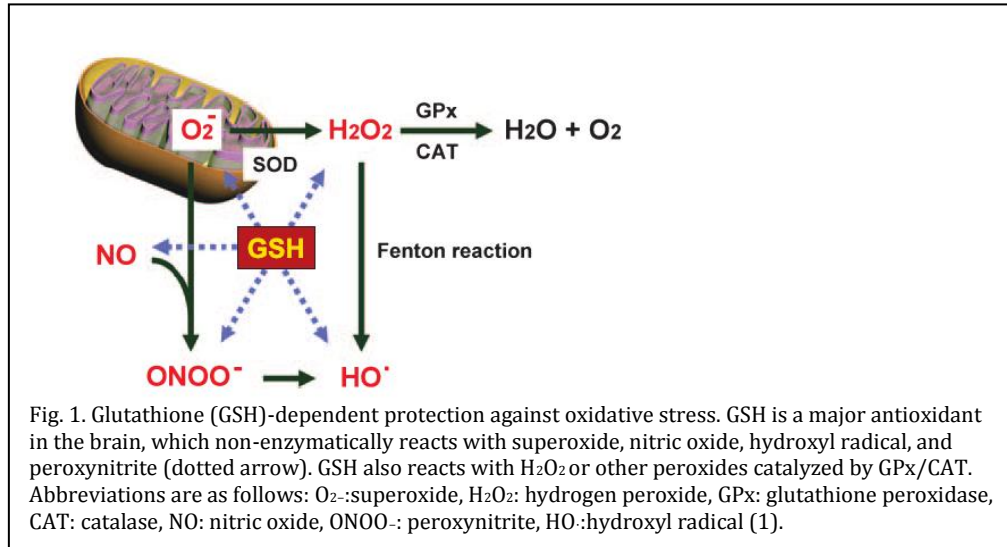 O2-
H2O2
GPx
CAT
H2O + O2
SOD
NO
GSH
Fenton reaction
ONOO-
HO·
Fig. 1. Glutathione (GSH)-dependent protection against oxidative stress. GSH is a major antioxidant
in the brain, which non-enzymatically reacts with superoxide, nitric oxide, hydroxyl radical, and
peroxynitrite (dotted arrow). GSH also reacts with H2O2 or other peroxides catalyzed by GPx/CAT.
Abbreviations are as follows: O2-:superoxide, H2O2: hydrogen peroxide, GPx: glutathione peroxidase,
CAT: catalase, NO: nitric oxide, ONOO-: peroxynitrite, HO·:hydroxyl radical (1).